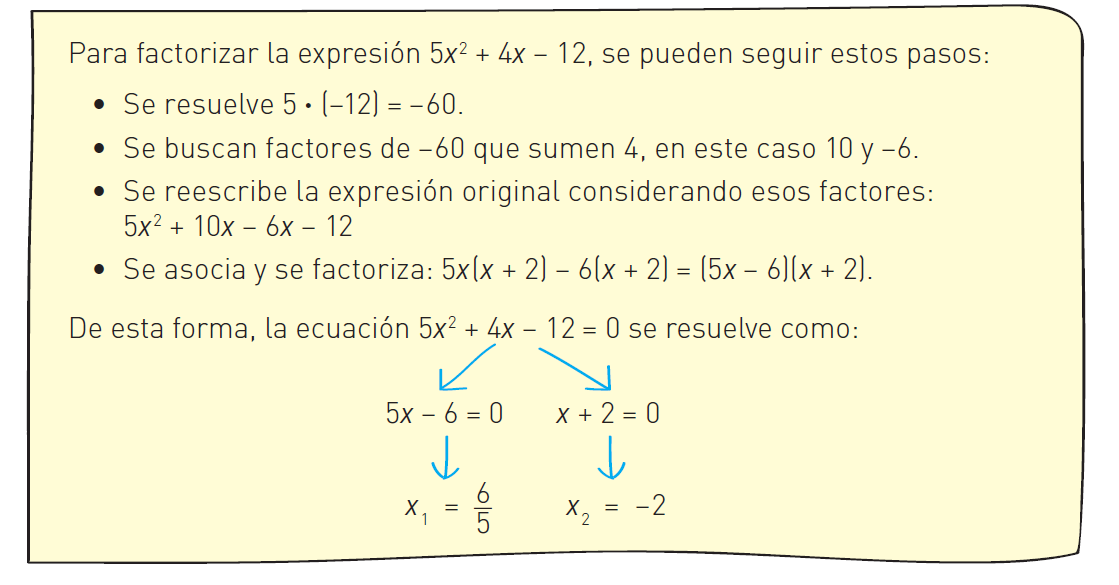 Para factorizar la expresión 5x² + 4x – 12, se pueden seguir estos pasos:
• Se resuelve 5 · (–12) = –60.
• Se buscan factores de –60 que sumen 4, en este caso 10 y –6.
• Se reescribe la expresión original considerando esos factores:
5x² + 10x – 6x – 12
• Se asocia y se factoriza: 5x(x + 2) – 6(x + 2) = (5x – 6)(x + 2).
De esta forma, la ecuación 5x² + 4x – 12 = 0 se resuelve como:
5x – 6 = 0 x + 2 = 0
x₁ = 6/5 x₂ = –2